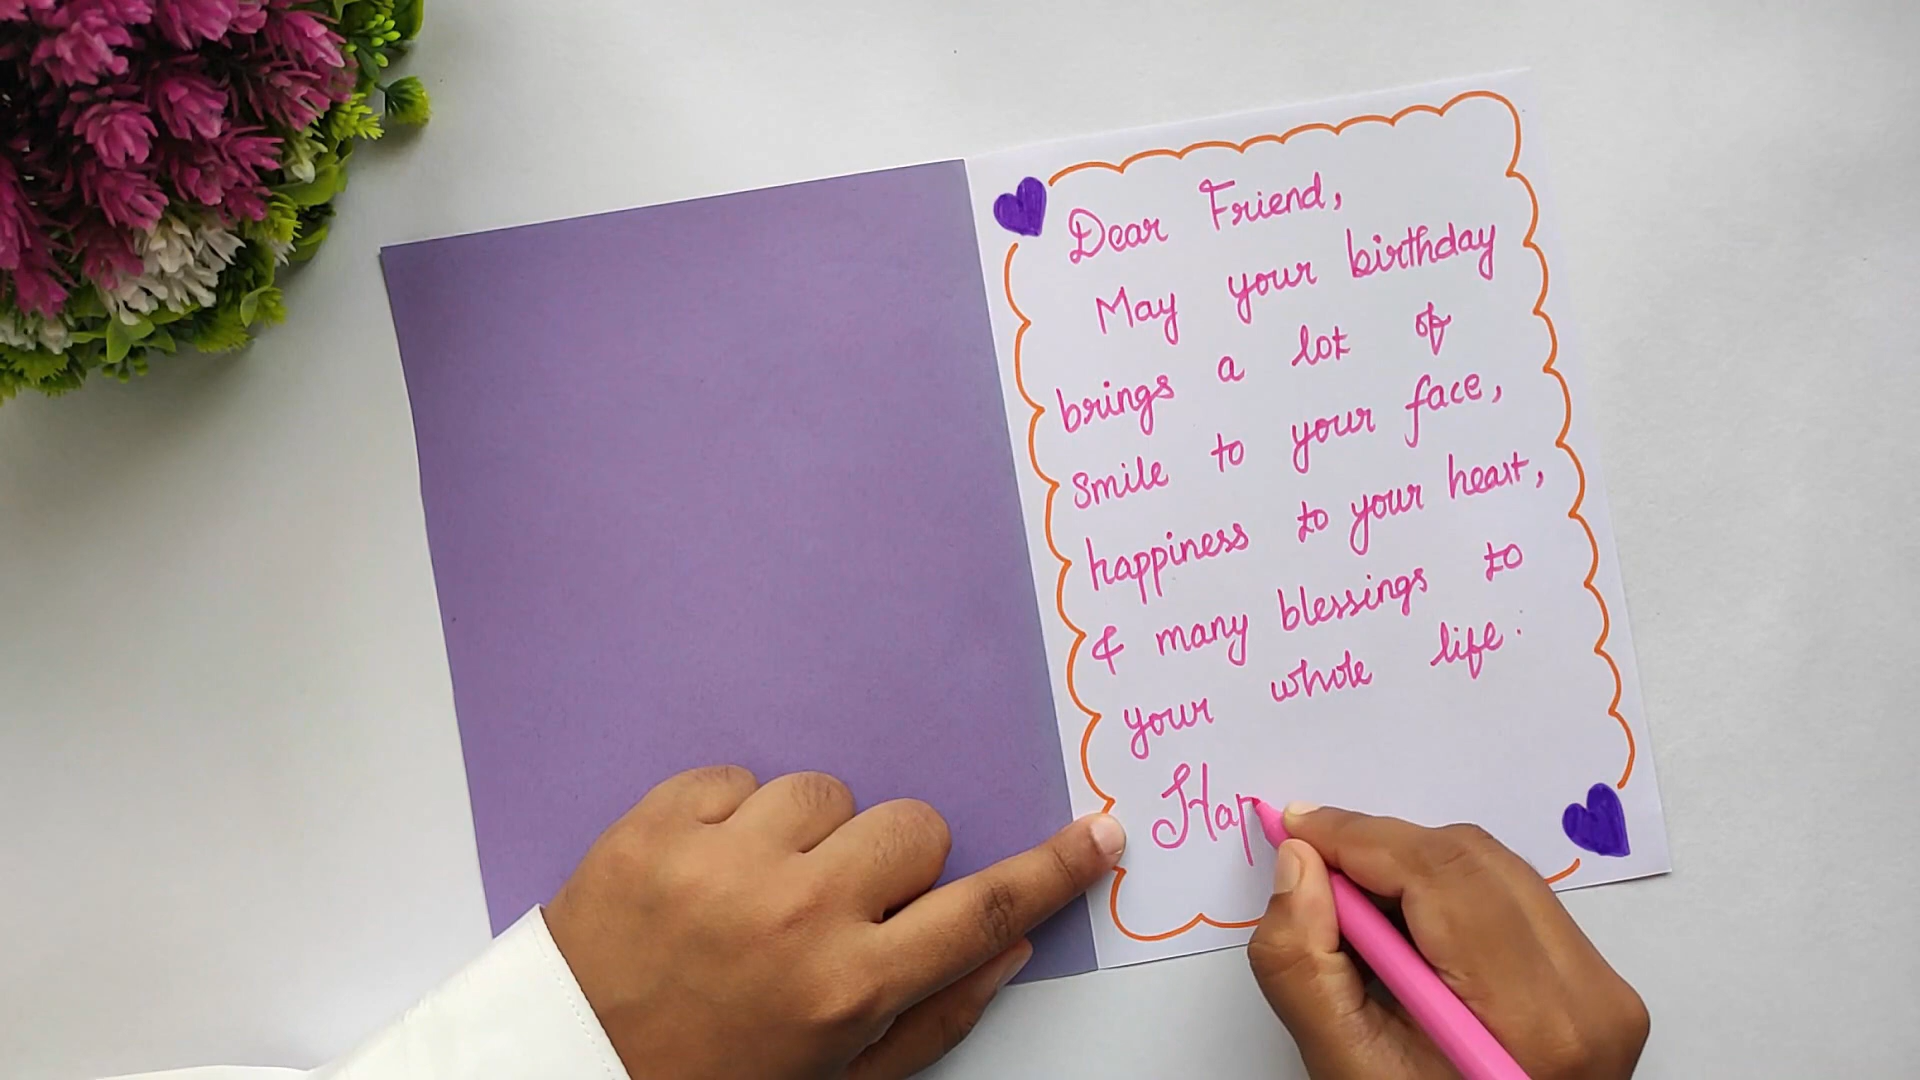 Dear Friend,
May your birthday
brings a lot of
smile to your face,
happiness to your heart,
& many blessings to
your whole life.
Hap